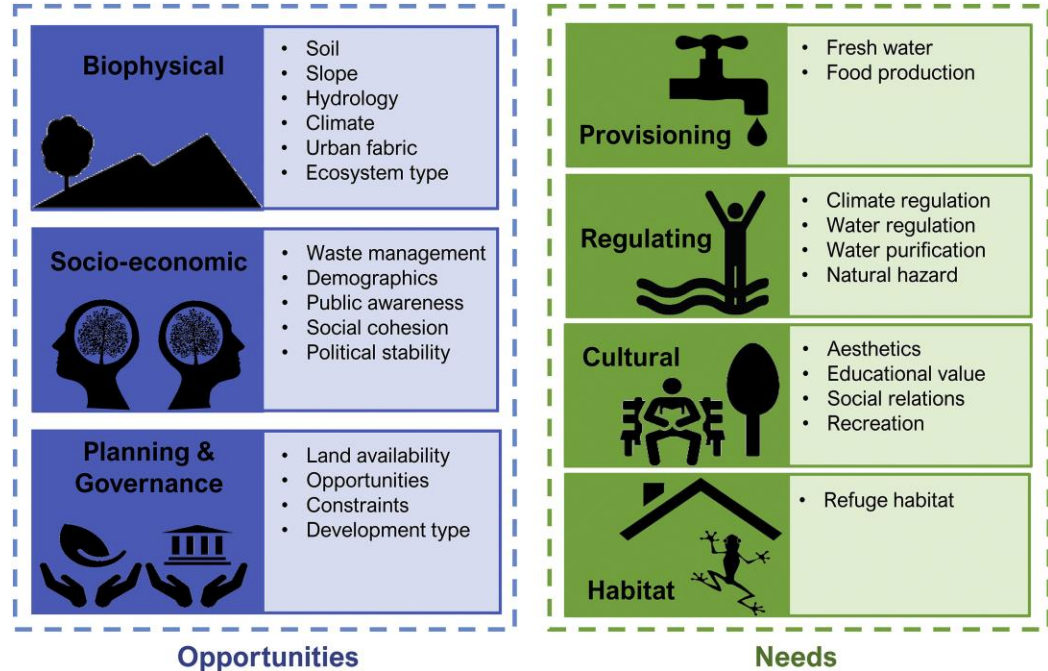 Biophysical
• Soil
• Slope
• Hydrology
• Climate
• Urban fabric
• Ecosystem type
Socio-economic
• Waste management
• Demographics
• Public awareness
• Social cohesion
• Political stability
Planning &
Governance
• Land availability
• Opportunities
• Constraints
• Development type
Opportunities
Provisioning
• Fresh water
• Food production
Regulating
• Climate regulation
• Water regulation
• Water purification
• Natural hazard
Cultural
• Aesthetics
• Educational value
• Social relations
• Recreation
Habitat
• Refuge habitat
Needs